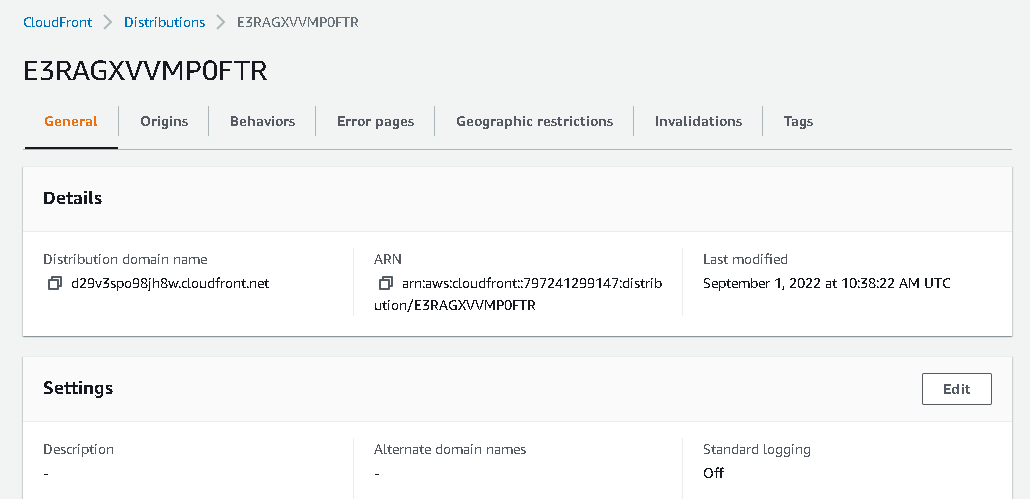 CloudFront Distributions E3RAGXVVMP0FTR
E3RAGXVVMP0FTR
General Origins Behaviors Error pages Geographic restrictions Invalidations Tags
Details
Distribution domain name ARN Last modified
d29v3spo98jh8w.cloudfront.net arn:aws:cloudfront::797241299147:distrib September 1, 2022 at 10:38:22 AM UTC
ution/E3RAGXVVMP0FTR
Settings Edit
Description Alternate domain names Standard logging
- - Off